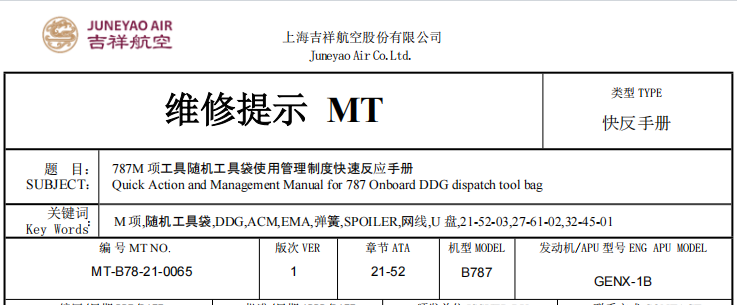 JUNEYAO AIR
吉祥航空
上海吉祥航空股份有限公司
Juneyao Air Co.Ltd.
维修提示 MT
类型 TYPE
快反手册
题 目:
SUBJECT:
787M 项工具随机工具袋使用管理制度快速反应手册
Quick Action and Management Manual for 787 Onboard DDG dispatch tool bag
关键词:
Key Words
M 项,随机工具袋,DDG,ACM,EMA,弹簧,SPOILER,网线,U 盘,21-52-03,27-61-02,32-45-01
编 号 MT NO.
版次 VER
章节 ATA
机型 MODEL
发动机/APU 型号 ENG APU MODEL
MT-B78-21-0065
1
21-52
B787
GENX-1B